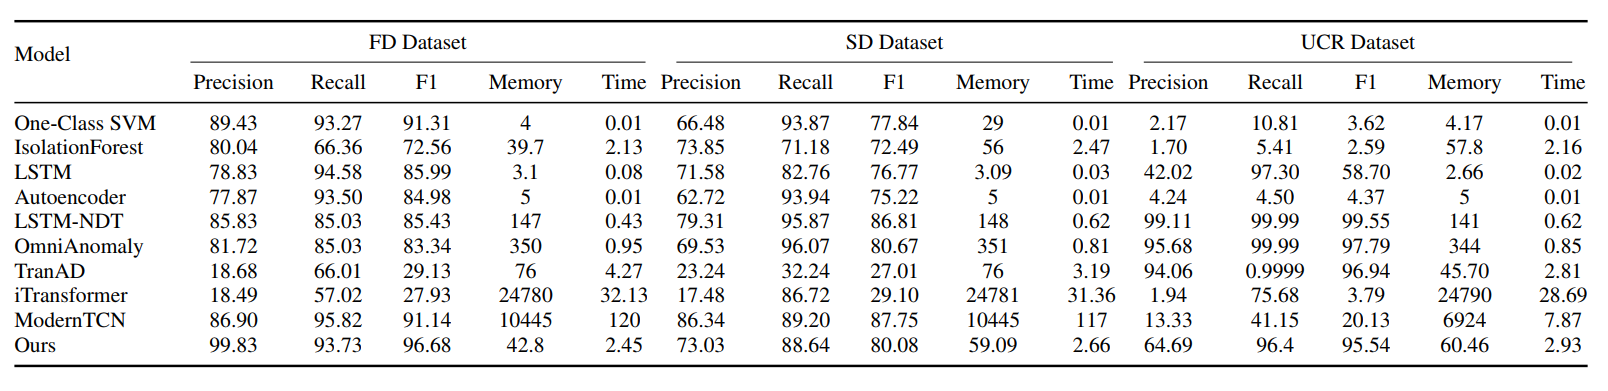 Model FD Dataset SD Dataset UCR Dataset
Precision Recall F1 Memory Time Precision Recall F1 Memory Time Precision Recall F1 Memory Time
One-Class SVM 89.43 93.27 91.31 4 0.01 66.48 93.87 77.84 29 0.01 2.17 10.81 3.62 4.17 0.01
IsolationForest 80.04 66.36 72.56 39.7 2.13 73.85 71.18 72.49 56 2.47 1.70 5.41 2.59 57.8 2.16
LSTM 78.83 94.58 85.99 3.1 0.08 71.58 82.76 76.77 3.09 0.03 42.02 97.30 58.70 2.66 0.02
Autoencoder 77.87 93.50 84.98 5 0.01 62.72 93.94 75.22 5 0.01 4.24 4.50 4.37 5 0.01
LSTM-NDT 85.83 85.03 85.43 147 0.43 79.31 95.87 86.81 148 0.62 99.11 99.99 99.55 141 0.62
OmniAnomaly 81.72 85.03 83.34 350 0.95 69.53 96.07 80.67 351 0.81 95.68 99.99 97.79 344 0.85
TranAD 18.68 66.01 29.13 76 4.27 23.24 32.24 27.01 76 3.19 94.06 0.9999 96.94 45.70 2.81
iTransformer 18.49 57.02 27.93 24780 32.13 17.48 86.72 29.10 24781 31.36 1.94 75.68 3.79 24790 28.69
ModernTCN 86.90 95.82 91.14 10445 120 86.34 89.20 87.75 10445 117 13.33 41.15 20.13 6924 7.87
Ours 99.83 93.73 96.68 42.8 2.45 73.03 88.64 80.08 59.09 2.66 64.69 96.4 95.54 60.46 2.93